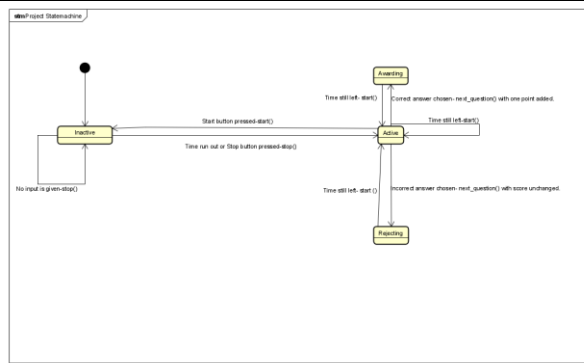 stm Project Statemachine
Awarding
Time still left- start()
Correct answer chosen- next_question() with one point added.
Start button pressed-start()
Time still left-start()
Inactive
Active
Time run out or Stop button pressed-stop()
No input is given-stop()
Time still left- start ()
Incorrect answer chosen- next_question() with score unchanged.
Rejecting